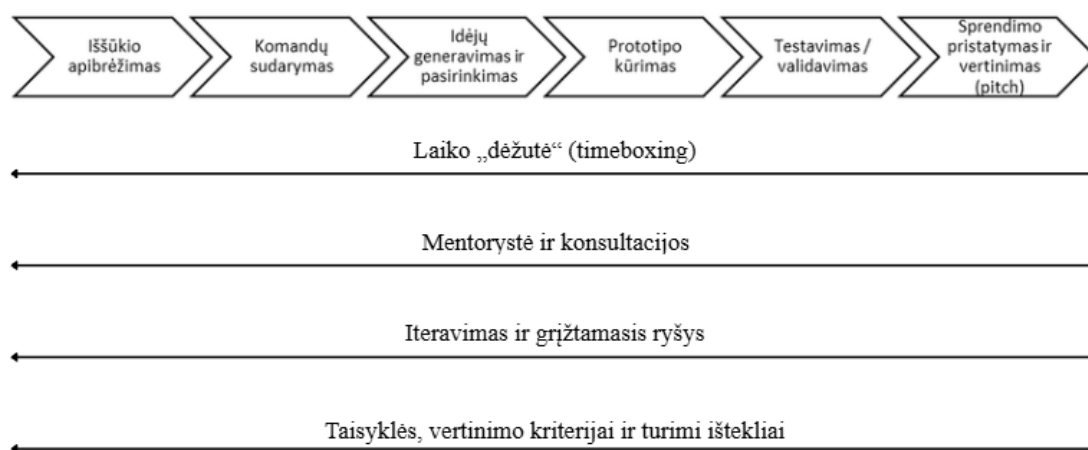 Iššūkio
apibrėžimas
Komandų
sudarymas
Idėjų
generavimas ir
pasirinkimas
Prototipo
kūrimas
Testavimas /
validavimas
Sprendimo
pristatymas ir
vertinimas
(pitch)
Laiko „dėžutė“ (timeboxing)
Mentorystė ir konsultacijos
Iteravimas ir grįžtamasis ryšys
Taisyklės, vertinimo kriterijai ir turimi ištekliai